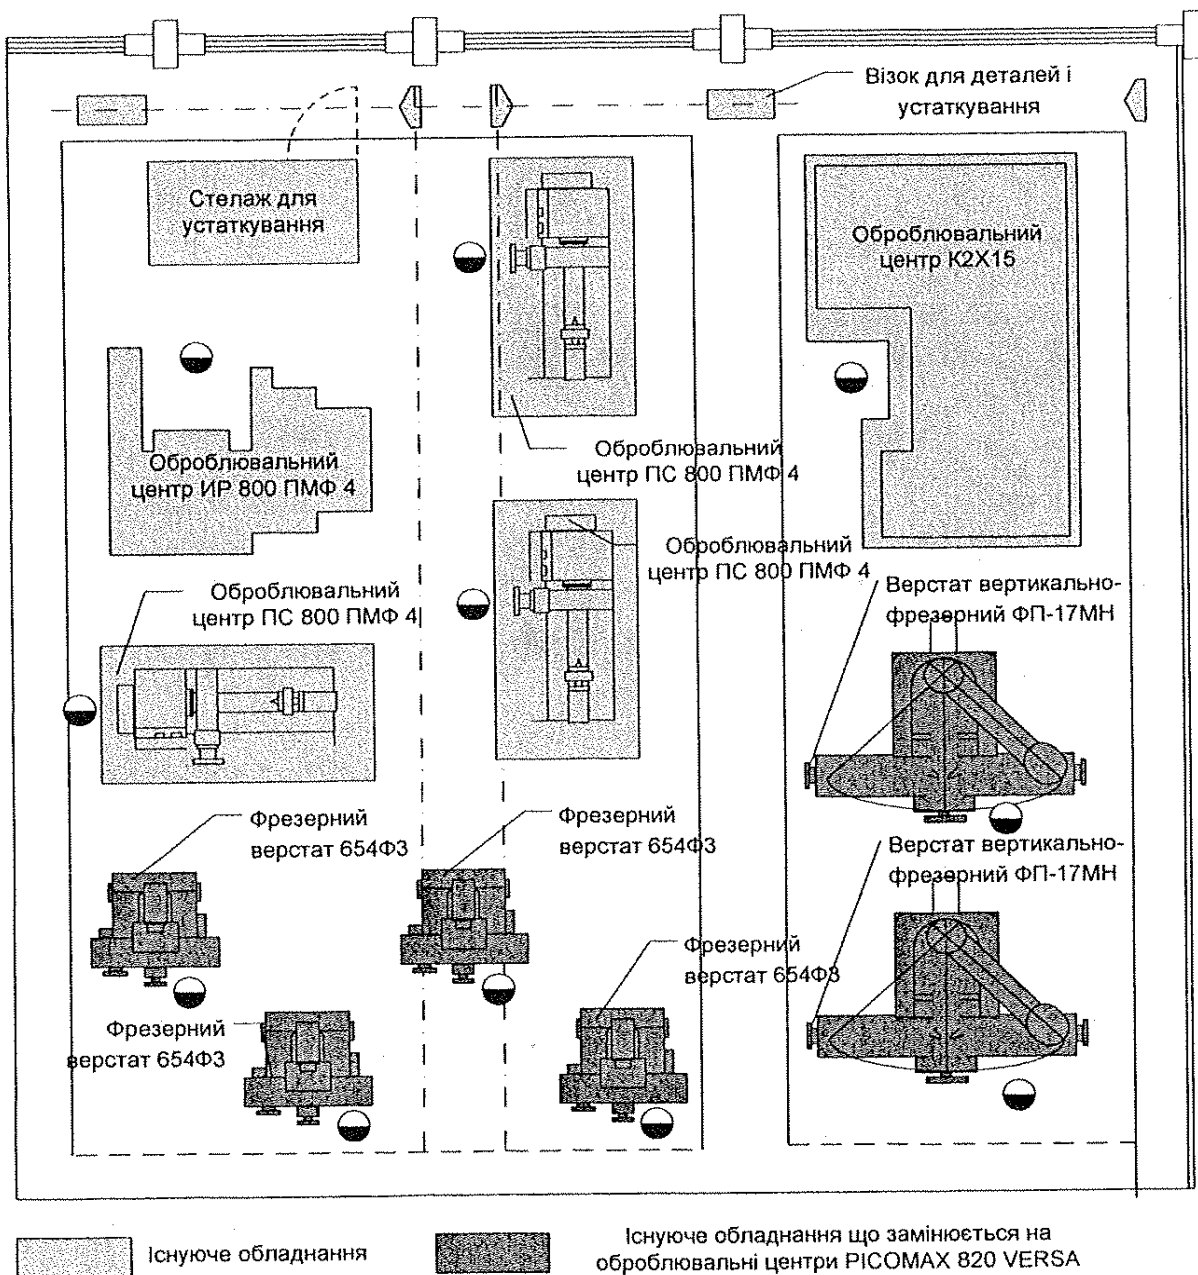 Візок для деталей і
устаткування
Стелаж для
устаткування
Оброблювальний
центр К2Х15
Оброблювальний
центр ИР 800 ПМФ 4
Оброблювальний
центр ПС 800 ПМФ 4
Оброблювальний
центр ПС 800 ПМФ 4
Оброблювальний
центр ПС 800 ПМФ 4
Верстат вертикально-
фрезерний ФП-17МН
Фрезерний
верстат 654Ф3
Фрезерний
верстат 654Ф3
Верстат вертикально-
фрезерний ФП-17МН
Фрезерний
верстат 654Ф3
Фрезерний
верстат 654Ф3
Існуюче обладнання
Існуюче обладнання що замінюється на
оброблювальні центри PICOMAX 820 VERSA